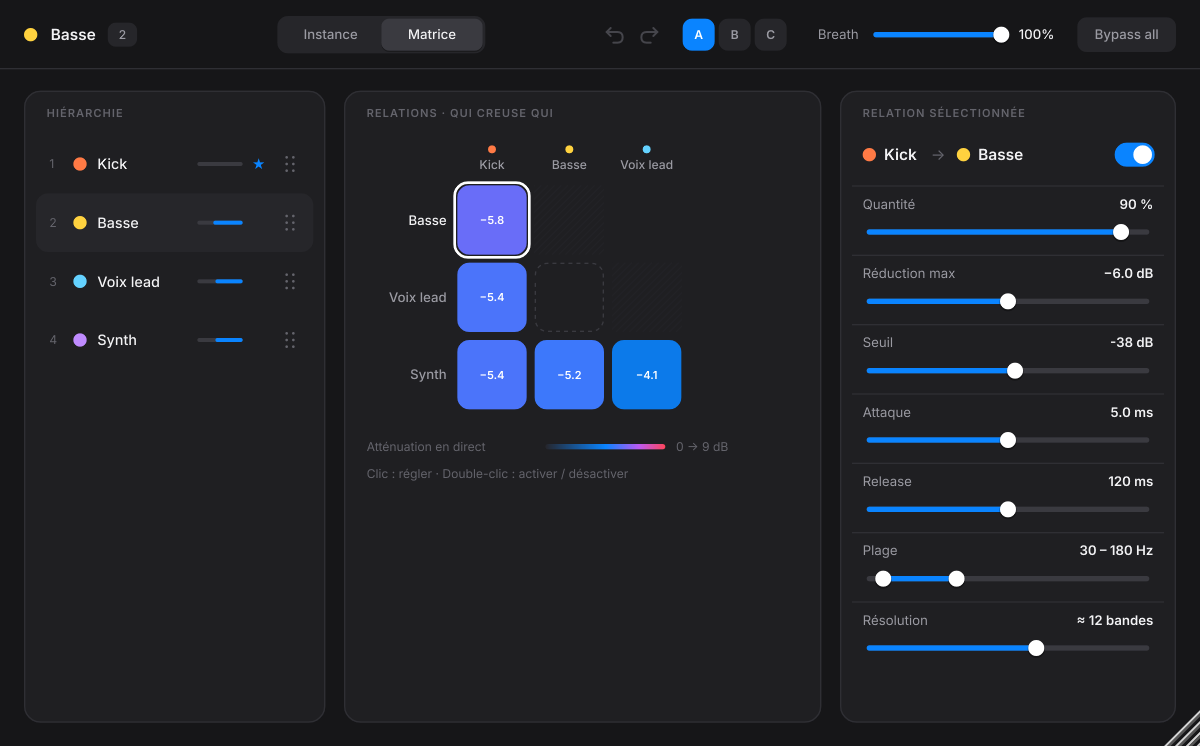 Basse 2 Instance Matrice A B C Breath 100% Bypass all
HIÉRARCHIE
1 Kick ★
2 Basse
3 Voix lead
4 Synth
RELATIONS · QUI CREUSE QUI
Kick Basse Voix lead
Basse −5.8
Voix lead −5.4
Synth −5.4 −5.2 −4.1
Atténuation en direct 0 → 9 dB
Clic : régler · Double-clic : activer / désactiver
RELATION SÉLECTIONNÉE
Kick → Basse
Quantité 90 %
Réduction max −6.0 dB
Seuil -38 dB
Attaque 5.0 ms
Release 120 ms
Plage 30 – 180 Hz
Résolution ≈ 12 bandes